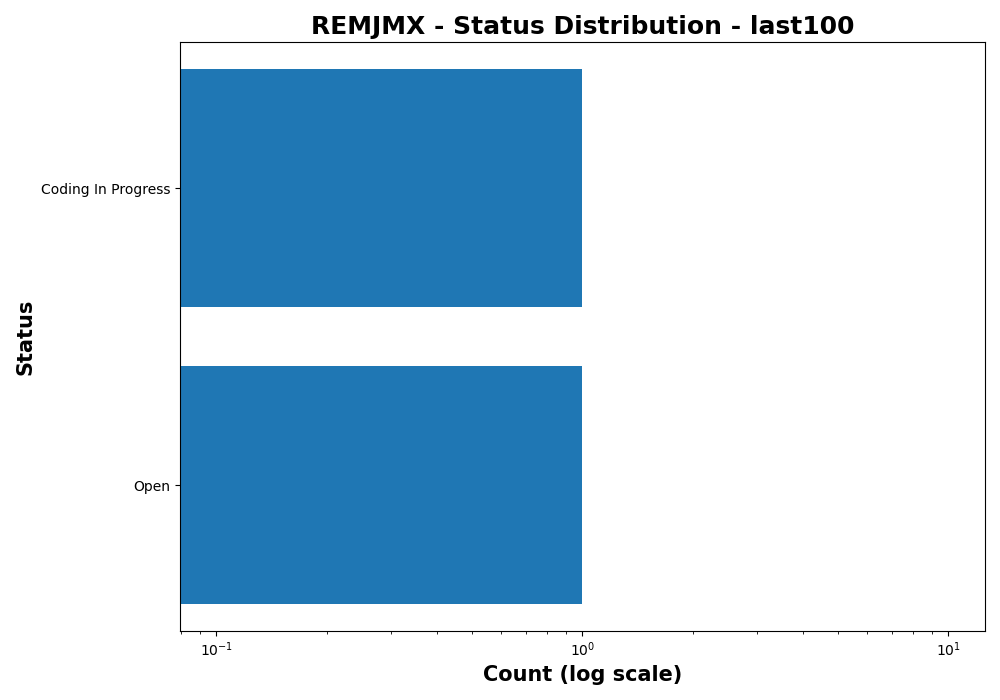 REMJMX - Status Distribution - last100
Coding In Progress
Status
Open
10⁻¹ 10⁰ 10¹
Count (log scale)